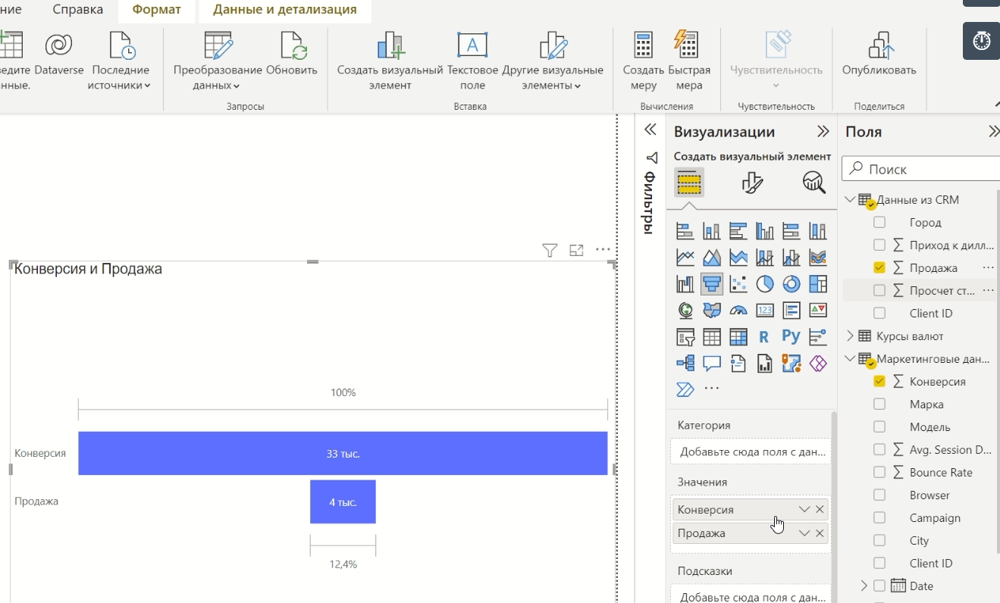 ние Справка Формат Данные и детализация
едите нные.
Dataverse
Последние источники
Преобразование данных
Обновить
Запросы
Создать визуальный элемент
A
Текстовое поле
Другие визуальные элементы
Вставка
Создать меру
Быстрая мера
Вычисления
Чувствительность
Чувствительность
Опубликовать
Поделиться
Конверсия и Продажа
100%
Конверсия
33 тыс.
Продажа
4 тыс.
12,4%
Фильтры
Визуализации
Создать визуальный элемент
123
R Py
Категория
Добавьте сюда поля с дан...
Значения
Конверсия
Продажа
Подсказки
Добавьте сюда поля с дан...
Поля
Поиск
Данные из CRM
Город
Приход к дилл...
Продажа
Просчет ст...
Client ID
Курсы валют
Маркетинговые дан...
Конверсия
Марка
Модель
Avg. Session D...
Bounce Rate
Browser
Campaign
City
Client ID
Date